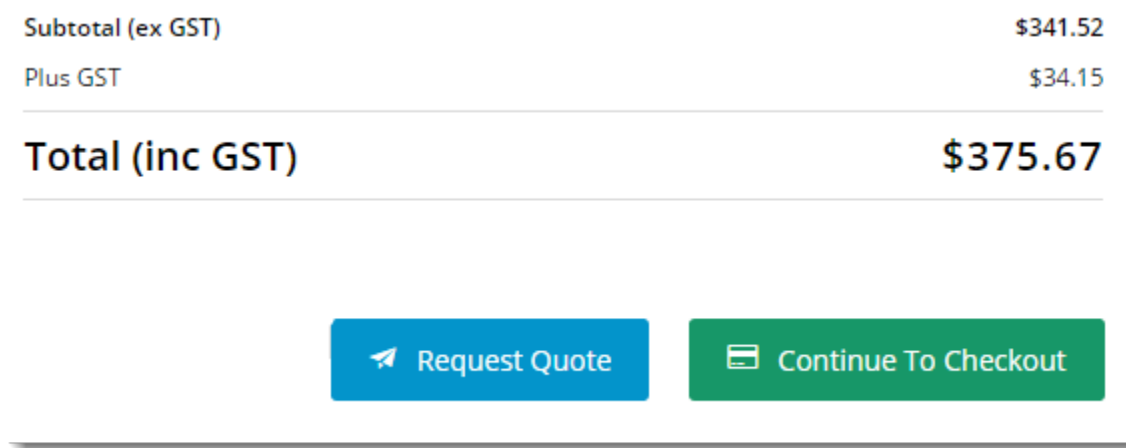 Subtotal (ex GST) $341.52
Plus GST $34.15
Total (inc GST) $375.67
Request Quote Continue To Checkout